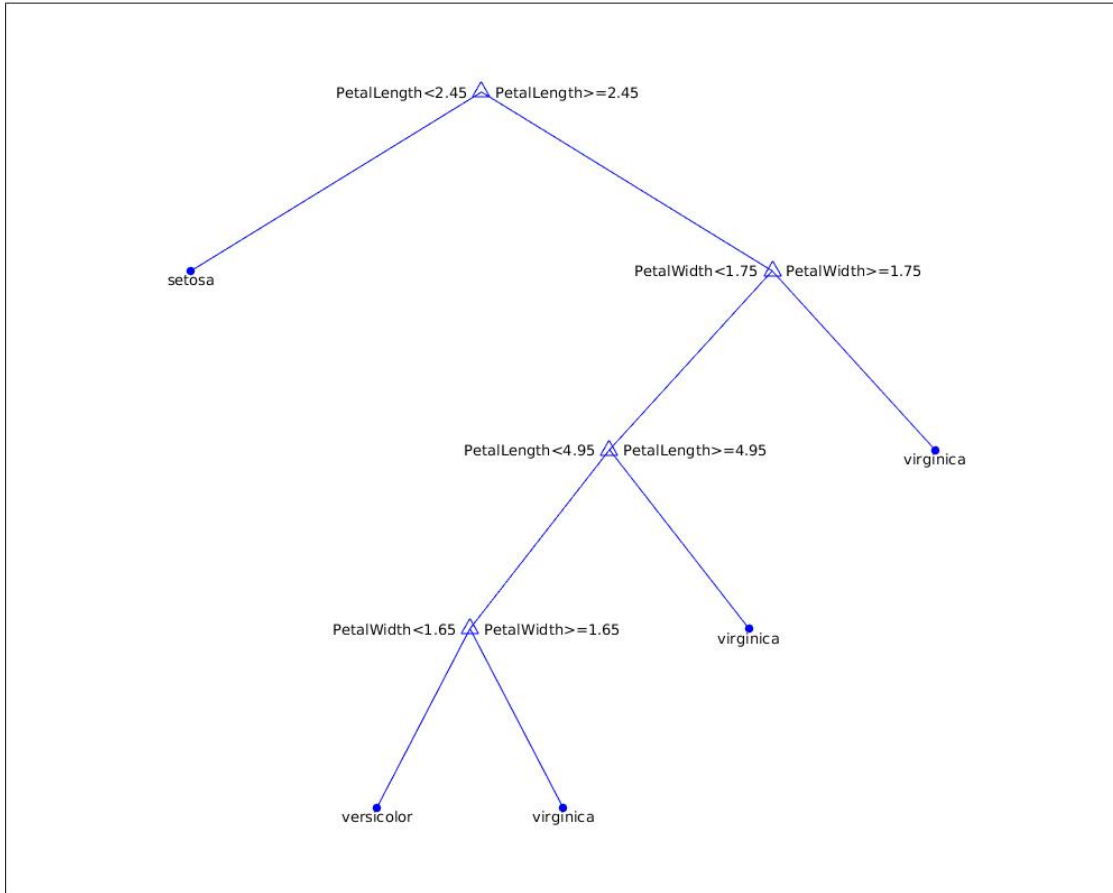 PetalLength<2.45 PetalLength>=2.45
setosa
PetalWidth<1.75 PetalWidth>=1.75
PetalLength<4.95 PetalLength>=4.95
virginica
PetalWidth<1.65 PetalWidth>=1.65
virginica
versicolor
virginica